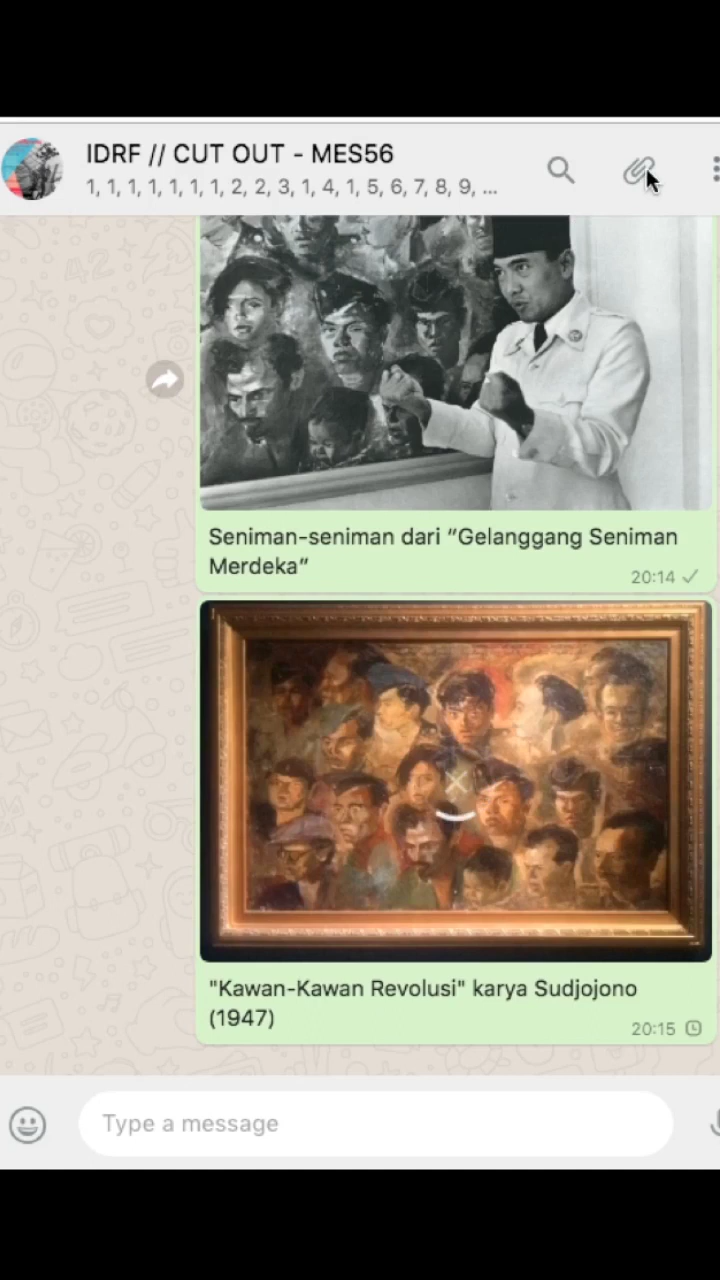 IDRF // CUT OUT - MES56
1, 1, 1, 1, 1, 1, 1, 2, 2, 3, 1, 4, 1, 5, 6, 7, 8, 9, ...
Seniman-seniman dari “Gelanggang Seniman
Merdeka”
20:14
"Kawan-Kawan Revolusi" karya Sudjojono
(1947)
20:15
Type a message